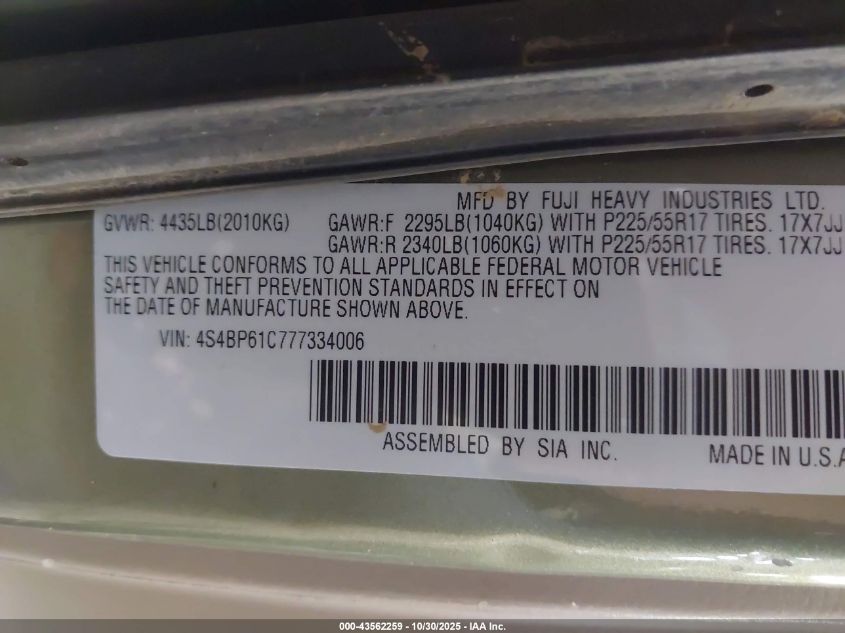 MFD BY FUJI HEAVY INDUSTRIES LTD.
GVWR: 4435LB(2010KG) GAWR:F 2295LB(1040KG) WITH P225/55R17 TIRES. 17X7JJ
GAWR:R 2340LB(1060KG) WITH P225/55R17 TIRES. 17X7JJ
THIS VEHICLE CONFORMS TO ALL APPLICABLE FEDERAL MOTOR VEHICLE
SAFETY AND THEFT PREVENTION STANDARDS IN EFFECT ON
THE DATE OF MANUFACTURE SHOWN ABOVE.
VIN: 4S4BP61C777334006
ASSEMBLED BY SIA INC. MADE IN U.S.A
000-43562259 - 10/30/2025 - IAA Inc.